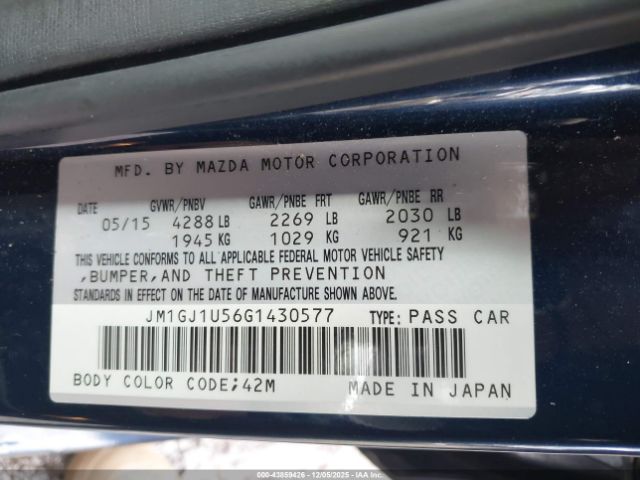 MFD. BY MAZDA MOTOR CORPORATION
DATE GVWR/PNBV GAWR/PNBE FRT GAWR/PNBE RR
05/15 4288 LB 2269 LB 2030 LB
1945 KG 1029 KG 921 KG
THIS VEHICLE CONFORMS TO ALL APPLICABLE FEDERAL MOTOR VEHICLE SAFETY
,BUMPER,AND THEFT PREVENTION
STANDARDS IN EFFECT ON THE DATE OF MANUFACTURE SHOWN ABOVE.
JM1GJ1U56G1430577 TYPE: PASS CAR
BODY COLOR CODE;42M MADE IN JAPAN
000-43859426 - 12/05/2025 - IAA Inc.